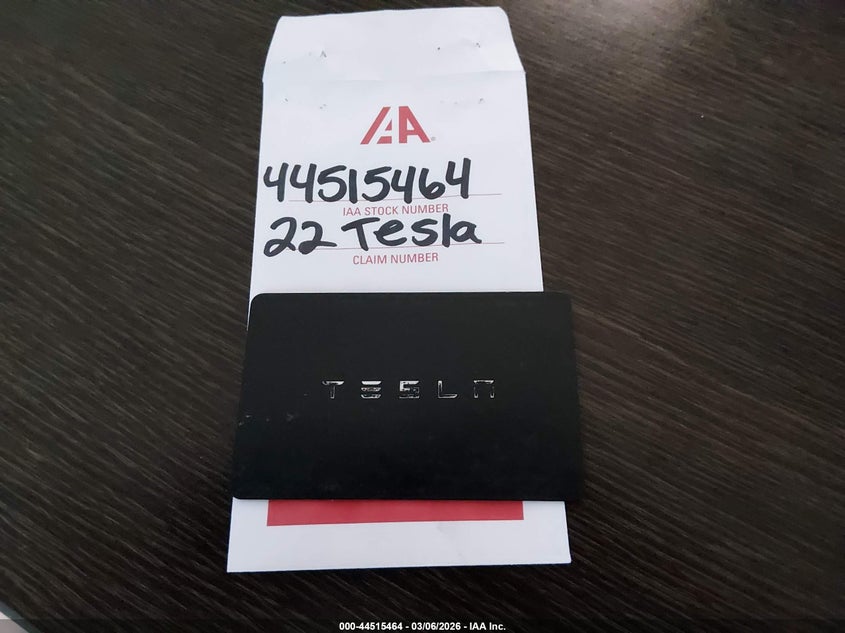 IAA
44515464
IAA STOCK NUMBER
22 Tesla
CLAIM NUMBER
TESLA
000-44515464 - 03/06/2026 - IAA Inc.